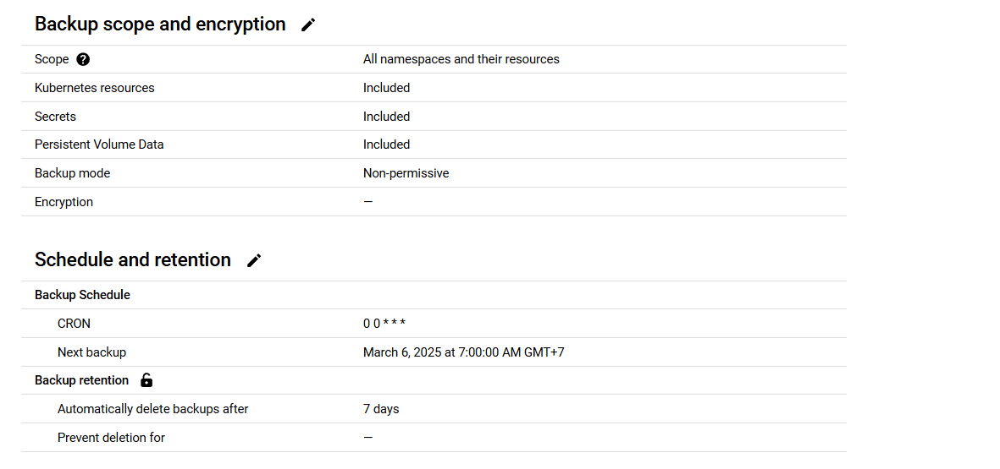 Backup scope and encryption
Scope All namespaces and their resources
Kubernetes resources Included
Secrets Included
Persistent Volume Data Included
Backup mode Non-permissive
Encryption —
Schedule and retention
Backup Schedule
CRON 0 0 * * *
Next backup March 6, 2025 at 7:00:00 AM GMT+7
Backup retention
Automatically delete backups after 7 days
Prevent deletion for —